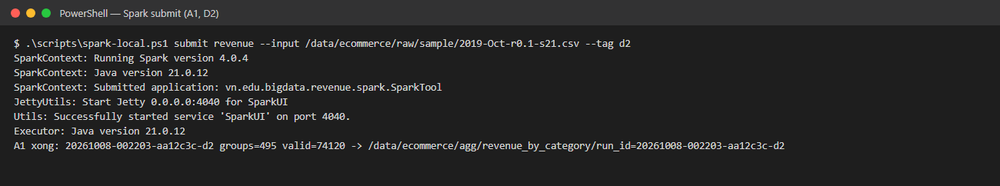 PowerShell — Spark submit (A1, D2)
$ .\scripts\spark-local.ps1 submit revenue --input /data/ecommerce/raw/sample/2019-Oct-r0.1-s21.csv --tag d2
SparkContext: Running Spark version 4.0.4
SparkContext: Java version 21.0.12
SparkContext: Submitted application: vn.edu.bigdata.revenue.spark.SparkTool
JettyUtils: Start Jetty 0.0.0.0:4040 for SparkUI
Utils: Successfully started service 'SparkUI' on port 4040.
Executor: Java version 21.0.12
A1 xong: 20261008-002203-aa12c3c-d2 groups=495 valid=74120 -> /data/ecommerce/agg/revenue_by_category/run_id=20261008-002203-aa12c3c-d2